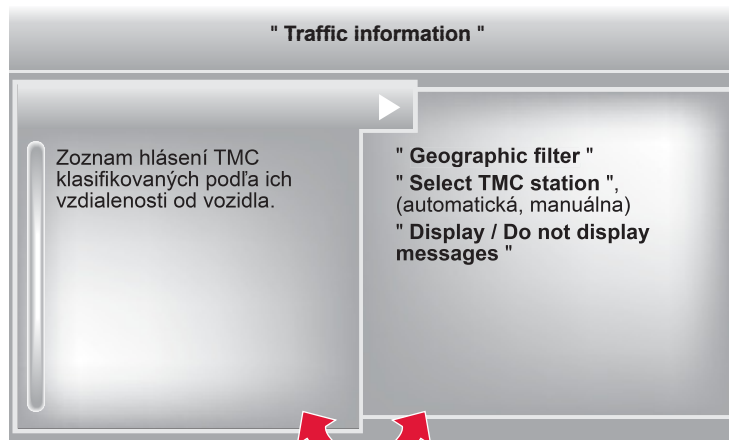 " Traffic information "
Zoznam hlásení TMC
klasifikovaných podľa ich
vzdialenosti od vozidla.
" Geographic filter "
" Select TMC station ",
(automatická, manuálna)
" Display / Do not display
messages "